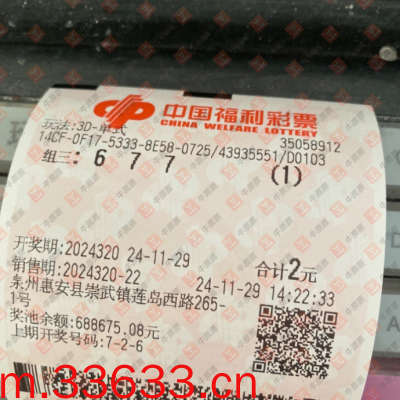 中国福利彩票
CHINA WELFARE LOTTERY
玩法:3D-单式
35058912
14CF-0F17-5333-8E58-0725/43935551/D0103
组三: 6 7 7 (1)
开奖期:2024320 24-11-29 合计2元
销售期:2024320-22 24-11-29 14:22:33
泉州惠安县崇武镇莲岛西路265-
1号
奖池余额:688675.08元
上期开奖号码:7-2-6
m.33633.cn